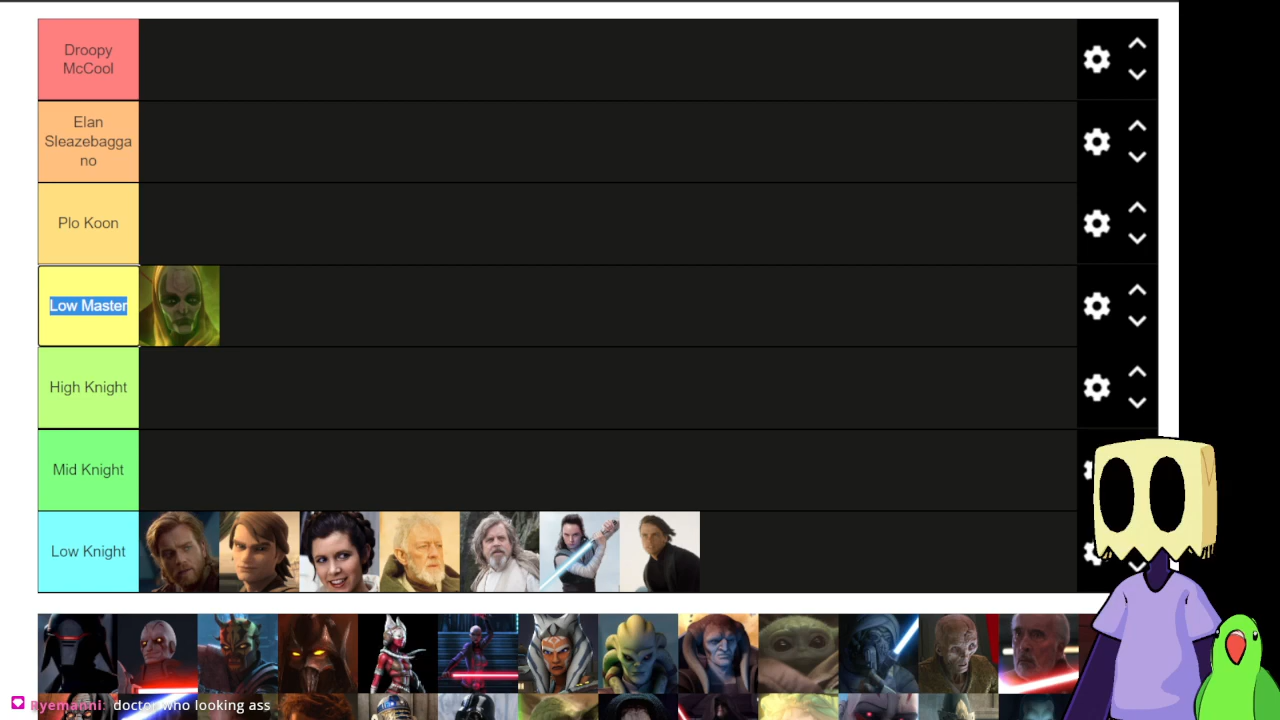 Droopy
McCool
Elan
Sleazebagga
no
Plo Koon
Low Master
High Knight
Mid Knight
Low Knight
ryemanni: doctor who looking ass